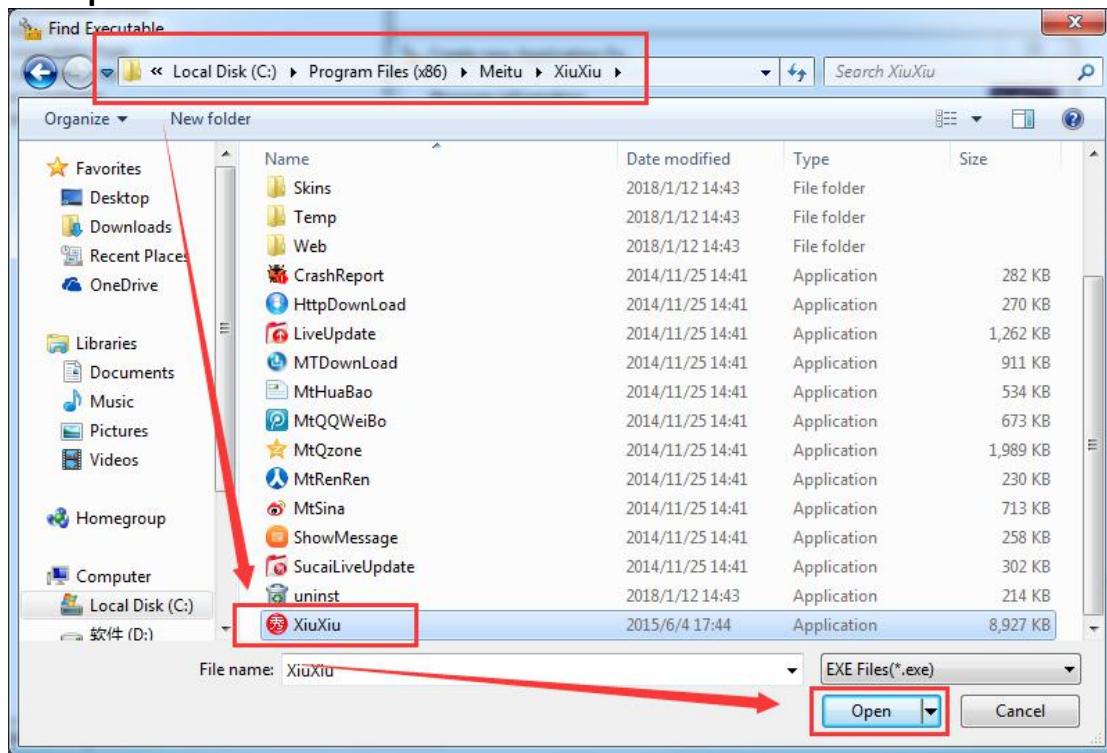 Find Executable
« Local Disk (C:) ▸ Program Files (x86) ▸ Meitu ▸ XiuXiu ▸
Search XiuXiu
Organize New folder
Name Date modified Type Size
Favorites
Desktop
Downloads
Recent Places
OneDrive
Libraries
Documents
Music
Pictures
Videos
Homegroup
Computer
Local Disk (C:)
软件 (D:)
Skins 2018/1/12 14:43 File folder
Temp 2018/1/12 14:43 File folder
Web 2018/1/12 14:43 File folder
CrashReport 2014/11/25 14:41 Application 282 KB
HttpDownLoad 2014/11/25 14:41 Application 270 KB
LiveUpdate 2014/11/25 14:41 Application 1,262 KB
MTDownLoad 2014/11/25 14:41 Application 911 KB
MtHuaBao 2014/11/25 14:41 Application 534 KB
MtQQWeiBo 2014/11/25 14:41 Application 673 KB
MtQzone 2014/11/25 14:41 Application 1,989 KB
MtRenRen 2014/11/25 14:41 Application 230 KB
MtSina 2014/11/25 14:41 Application 713 KB
ShowMessage 2014/11/25 14:41 Application 258 KB
SucaiLiveUpdate 2014/11/25 14:41 Application 302 KB
uninst 2018/1/12 14:43 Application 214 KB
秀 XiuXiu 2015/6/4 17:44 Application 8,927 KB
File name: XiuXiu EXE Files(*.exe)
Open Cancel